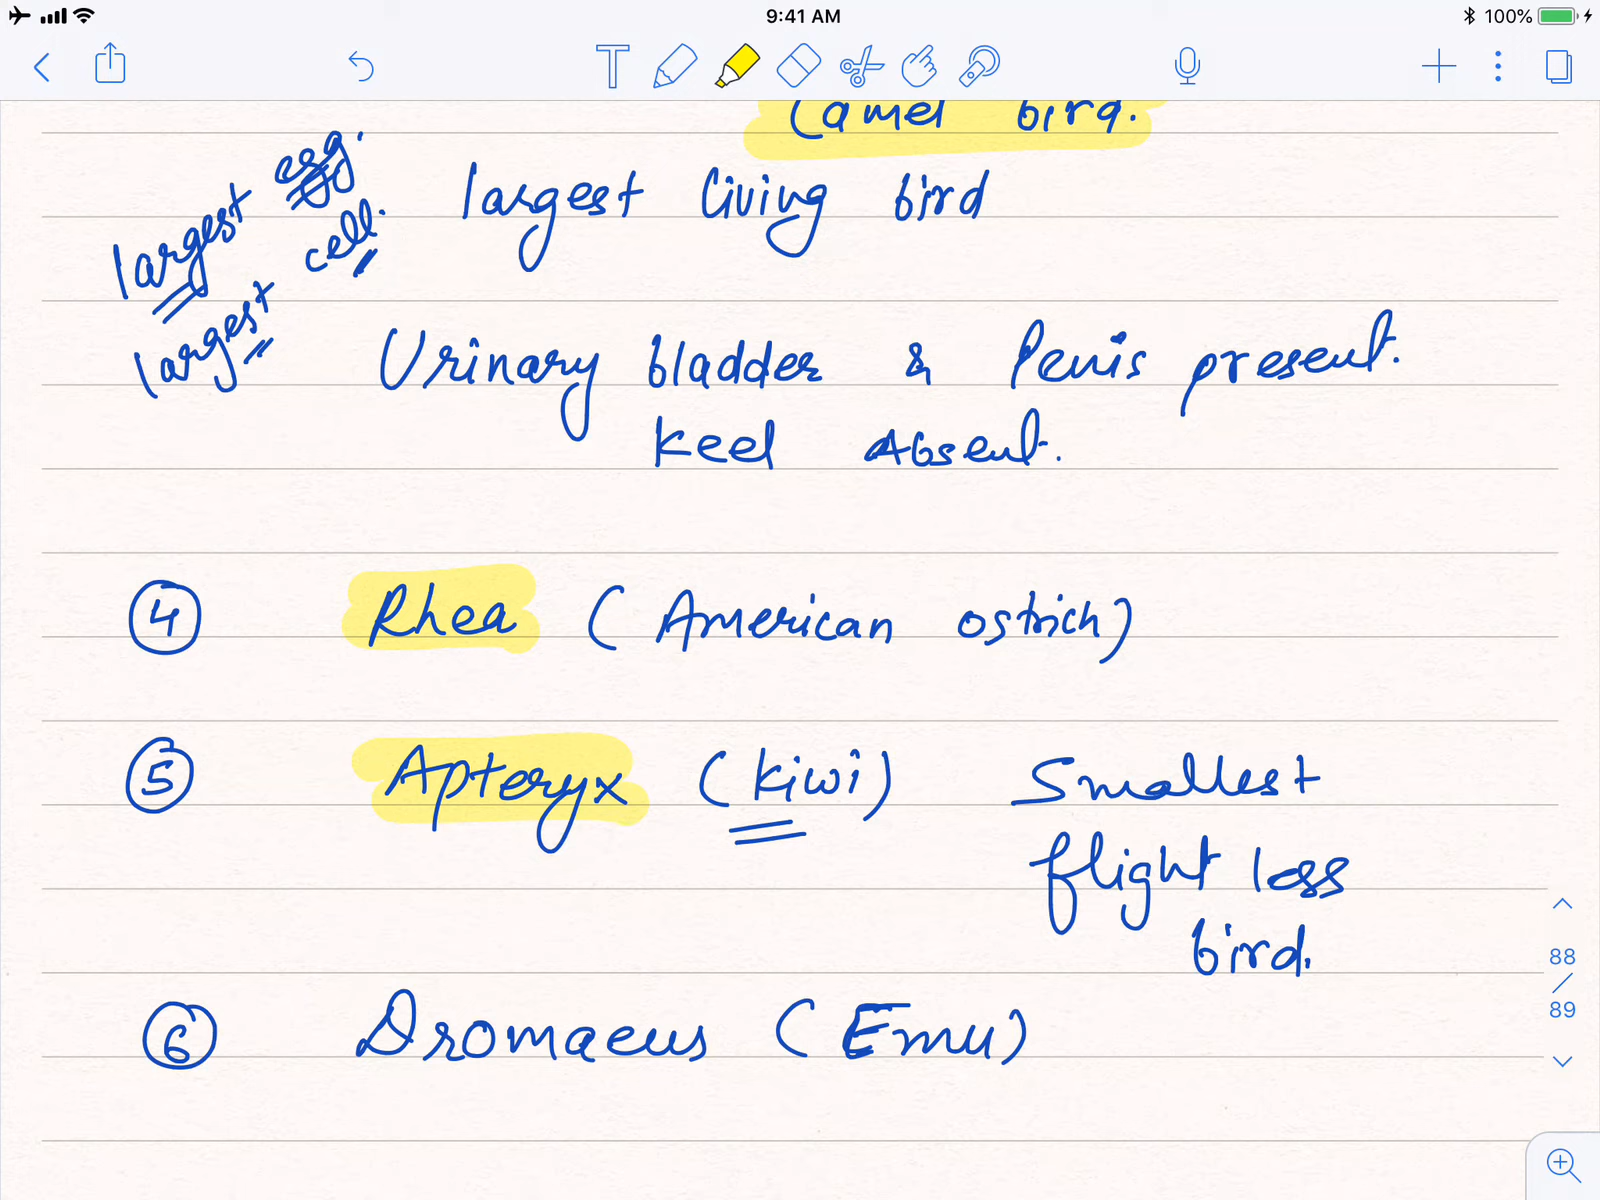 9:41 AM
100%
T
Camel bird.
largest egg.
largest cell.
largest living bird
Urinary bladder & Penis present.
Keel Absent.
4 Rhea (American ostrich)
5 Apteryx (kiwi) Smallest
flight less
bird.
88
/
89
6 Dromaeus (Emu)